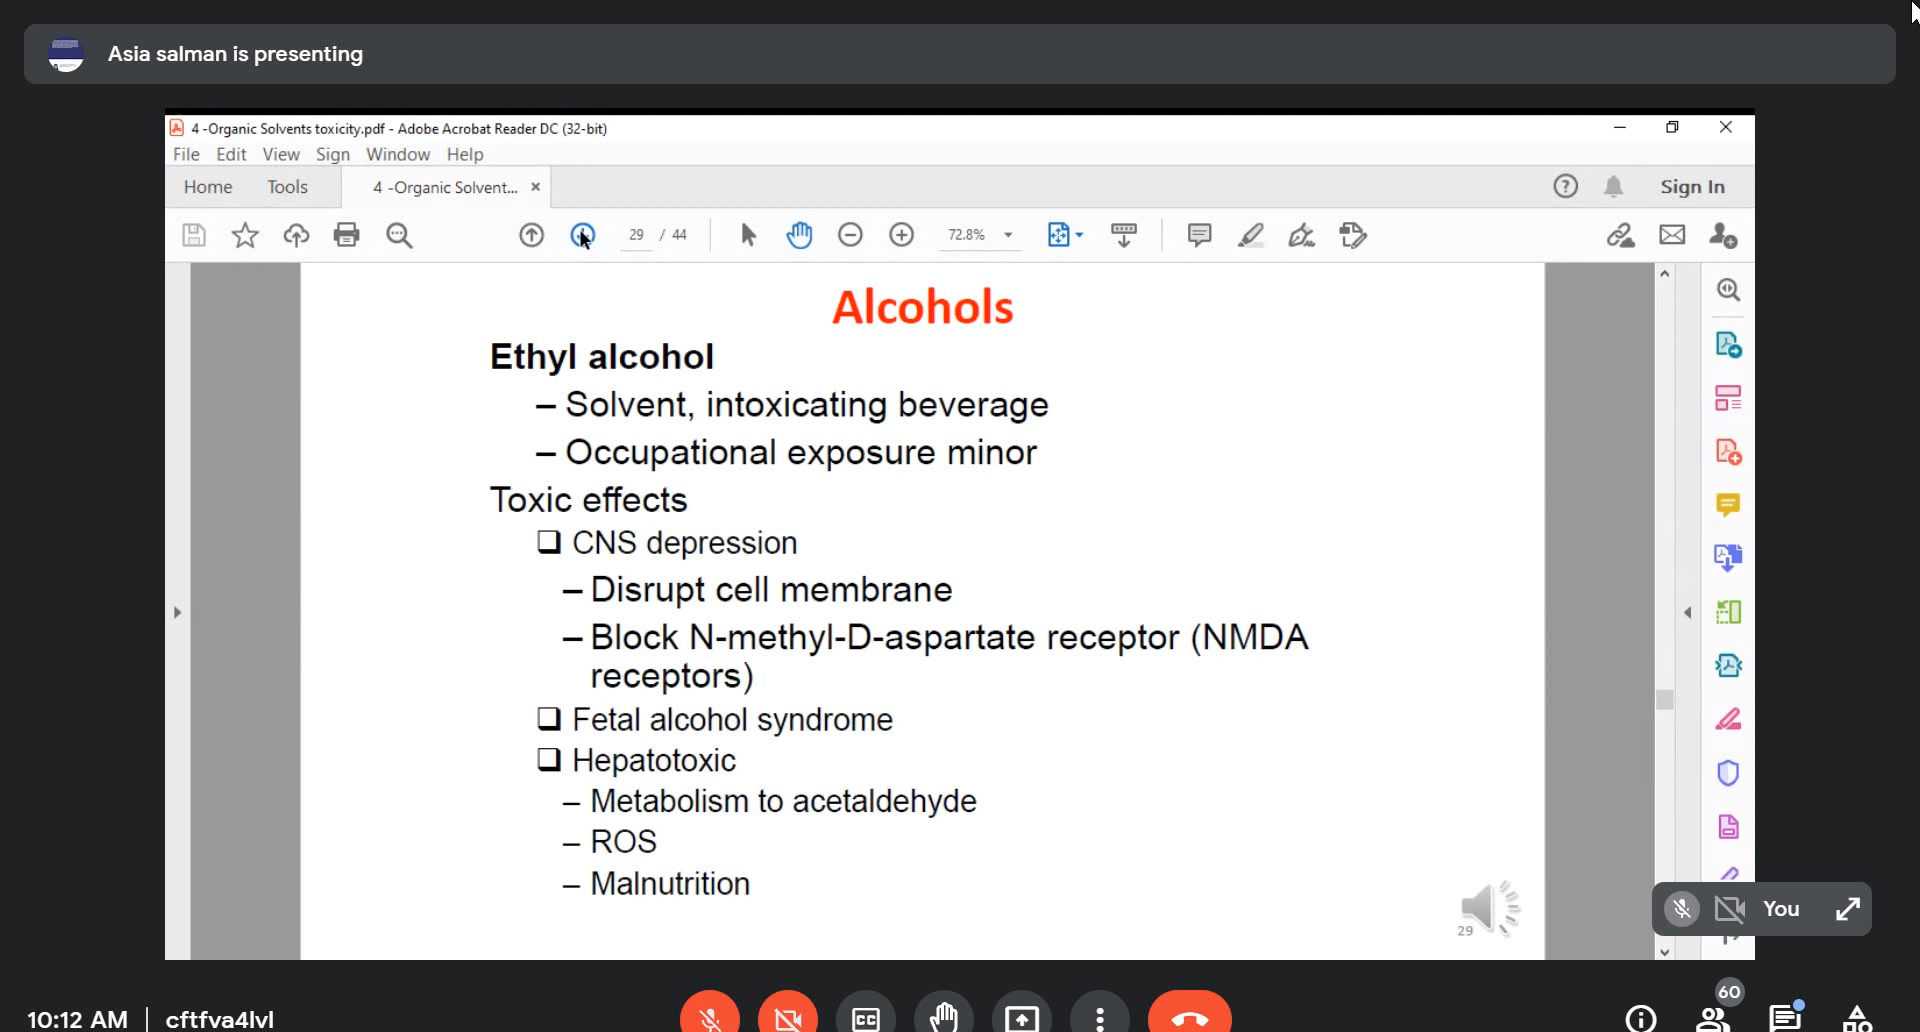 Asia salman is presenting
4 -Organic Solvents toxicity.pdf - Adobe Acrobat Reader DC (32-bit)
File Edit View Sign Window Help
Home Tools 4 -Organic Solvent... × Sign In
29 / 44 72.8%
Alcohols
Ethyl alcohol
– Solvent, intoxicating beverage
– Occupational exposure minor
Toxic effects
❑ CNS depression
– Disrupt cell membrane
– Block N-methyl-D-aspartate receptor (NMDA
receptors)
❑ Fetal alcohol syndrome
❑ Hepatotoxic
– Metabolism to acetaldehyde
– ROS
– Malnutrition
29
You
60
10:12 AM | cftfva4lvl
CC